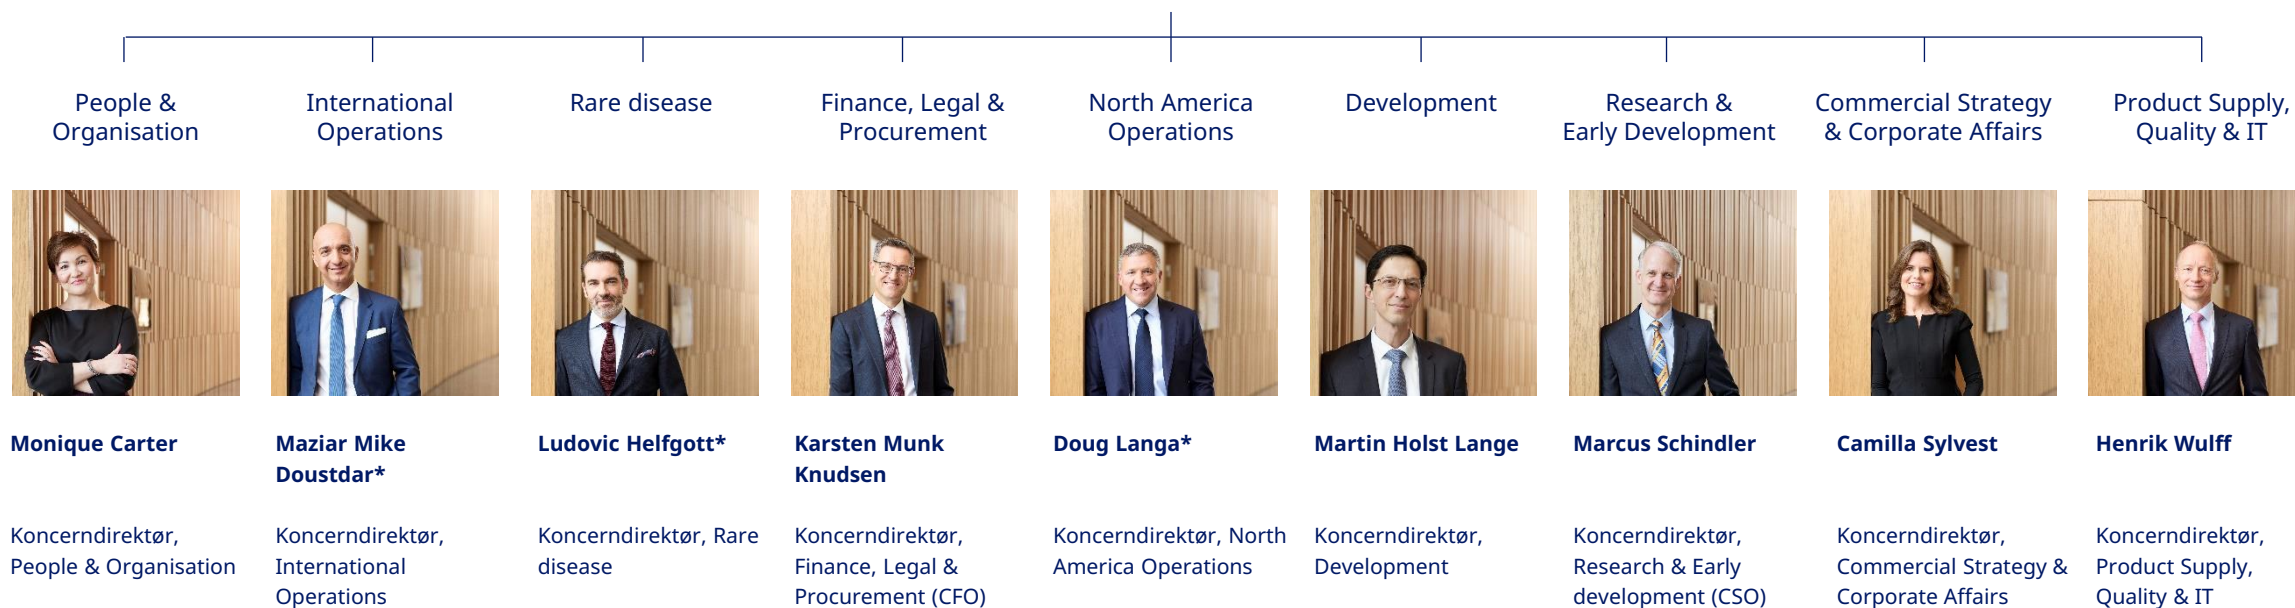 People &
Organisation
International
Operations
Rare disease
Finance, Legal &
Procurement
North America
Operations
Development
Research &
Early Development
Commercial Strategy
& Corporate Affairs
Product Supply,
Quality & IT
Monique Carter
Maziar Mike
Doustdar*
Ludovic Helfgott*
Karsten Munk
Knudsen
Doug Langa*
Martin Holst Lange
Marcus Schindler
Camilla Sylvest
Henrik Wulff
Koncerndirektør,
People & Organisation
Koncerndirektør,
International
Operations
Koncerndirektør, Rare
disease
Koncerndirektør,
Finance, Legal &
Procurement (CFO)
Koncerndirektør, North
America Operations
Koncerndirektør,
Development
Koncerndirektør,
Research & Early
development (CSO)
Koncerndirektør,
Commercial Strategy &
Corporate Affairs
Koncerndirektør,
Product Supply,
Quality & IT